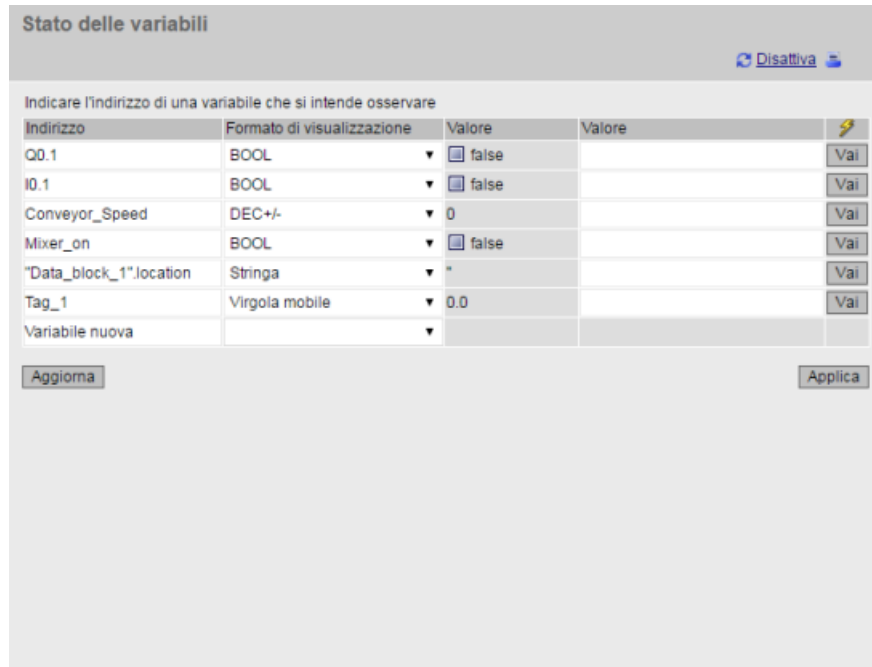 Stato delle variabili
Disattiva
Indicare l'indirizzo di una variabile che si intende osservare
Indirizzo Formato di visualizzazione Valore Valore
Q0.1 BOOL false Vai
I0.1 BOOL false Vai
Conveyor_Speed DEC+/- 0 Vai
Mixer_on BOOL false Vai
"Data_block_1".location Stringa '' Vai
Tag_1 Virgola mobile 0.0 Vai
Variabile nuova
Aggiorna Applica